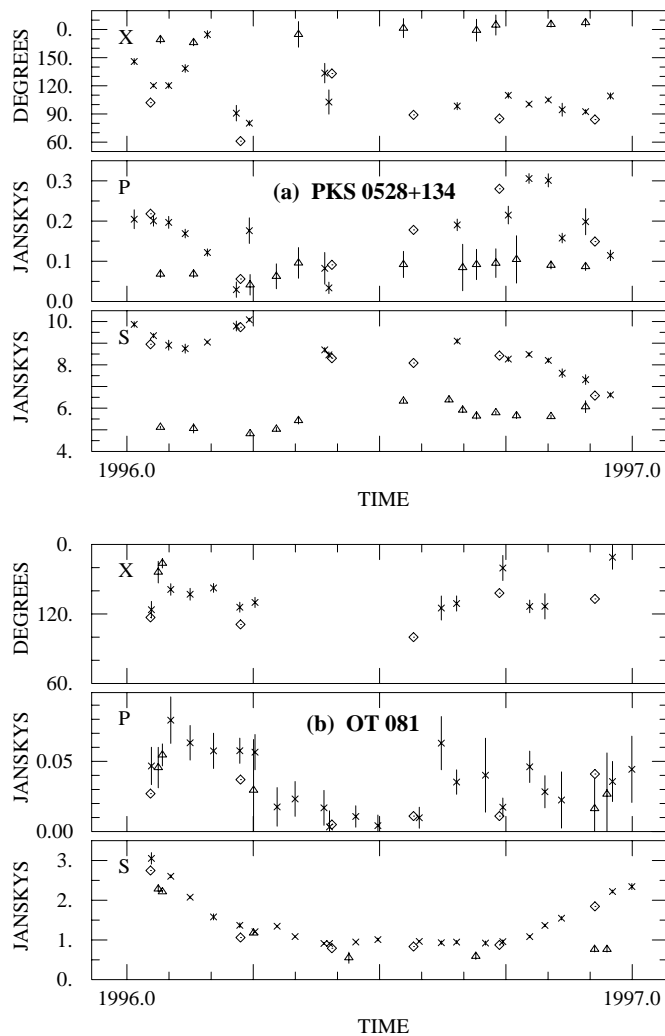 X
DEGREES
0.
150.
120.
90.
60.
P
(a) PKS 0528+134
JANSKYS
0.3
0.2
0.1
0.0
S
JANSKYS
10.
8.
6.
4.
1996.0
1997.0
TIME
X
DEGREES
0.
120.
60.
P
(b) OT 081
JANSKYS
0.05
0.00
S
JANSKYS
3.
2.
1.
0.
1996.0
1997.0
TIME